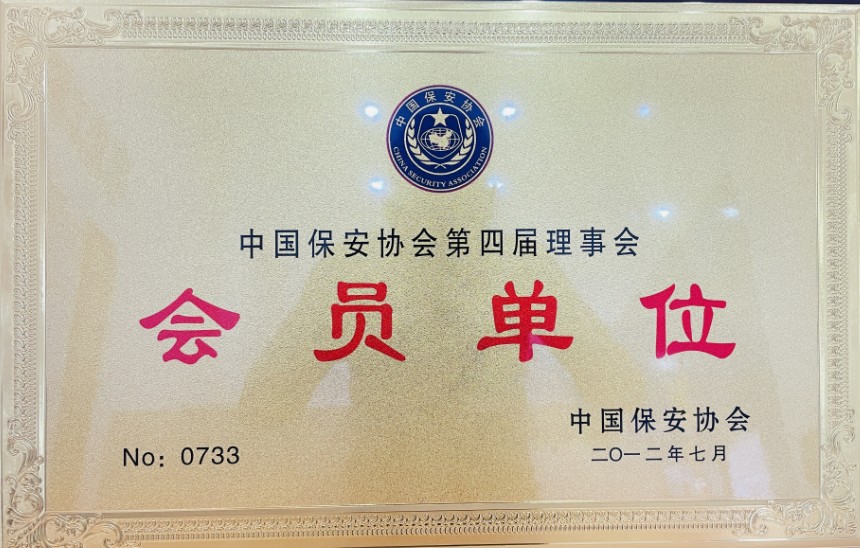 中国保安协会
CHINA SECURITY ASSOCIATION
中国保安协会第四届理事会
会员单位
中国保安协会
No: 0733
二〇一二年七月